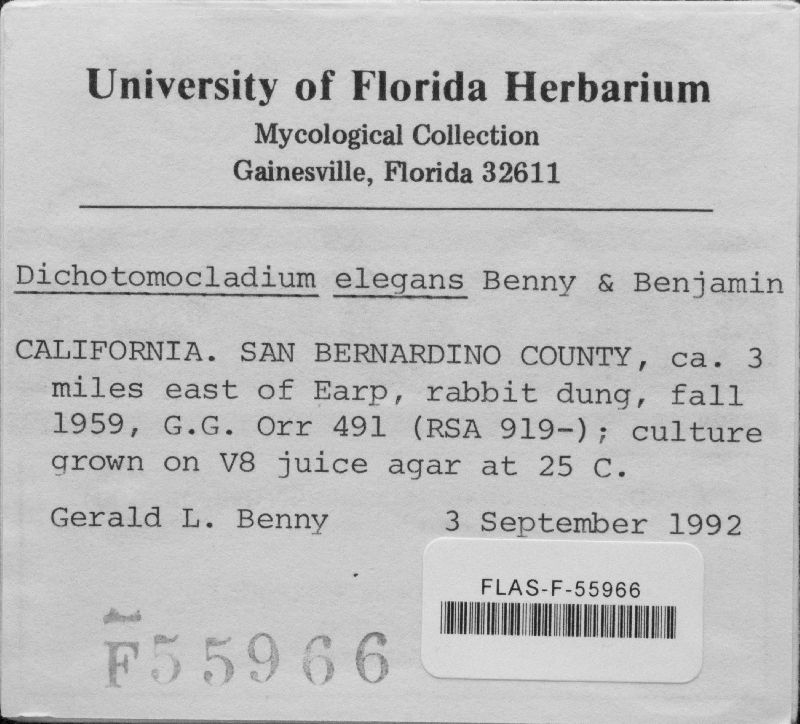 University of Florida Herbarium
Mycological Collection
Gainesville, Florida 32611
Dichotomocladium elegans Benny & Benjamin
CALIFORNIA. SAN BERNARDINO COUNTY, ca. 3
miles east of Earp, rabbit dung, fall
1959, G.G. Orr 491 (RSA 919-); culture
grown on V8 juice agar at 25 C.
Gerald L. Benny 3 September 1992
FLAS-F-55966
F55966